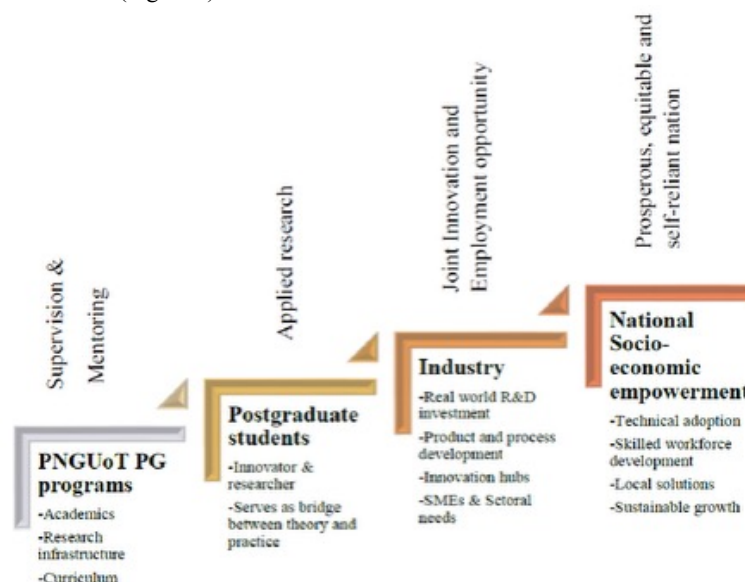 Supervision &
Mentoring
Applied research
Joint Innovation and
Employment opportunity
Prosperous, equitable and
self-reliant nation
PNGUoT PG
programs
-Academics
-Research
infrastructure
-Curriculum
Postgraduate
students
-Innovator &
researcher
-Serves as bridge
between theory and
practice
Industry
-Real world R&D
investment
-Product and process
development
-Innovation hubs
-SMEs & Setoral
needs
National
Socio-
economic
empowerment
-Technical adoption
-Skilled workforce
development
-Local solutions
-Sustainable growth